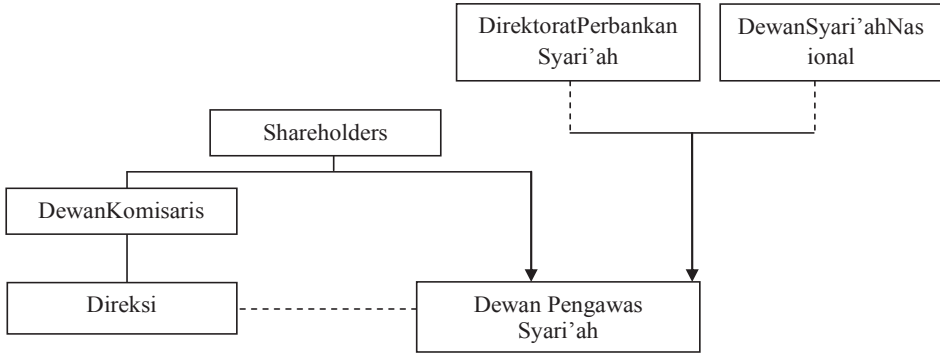 DirektoratPerbankan
Syari’ah
DewanSyari’ahNas
ional
Shareholders
DewanKomisaris
Direksi
Dewan Pengawas
Syari’ah